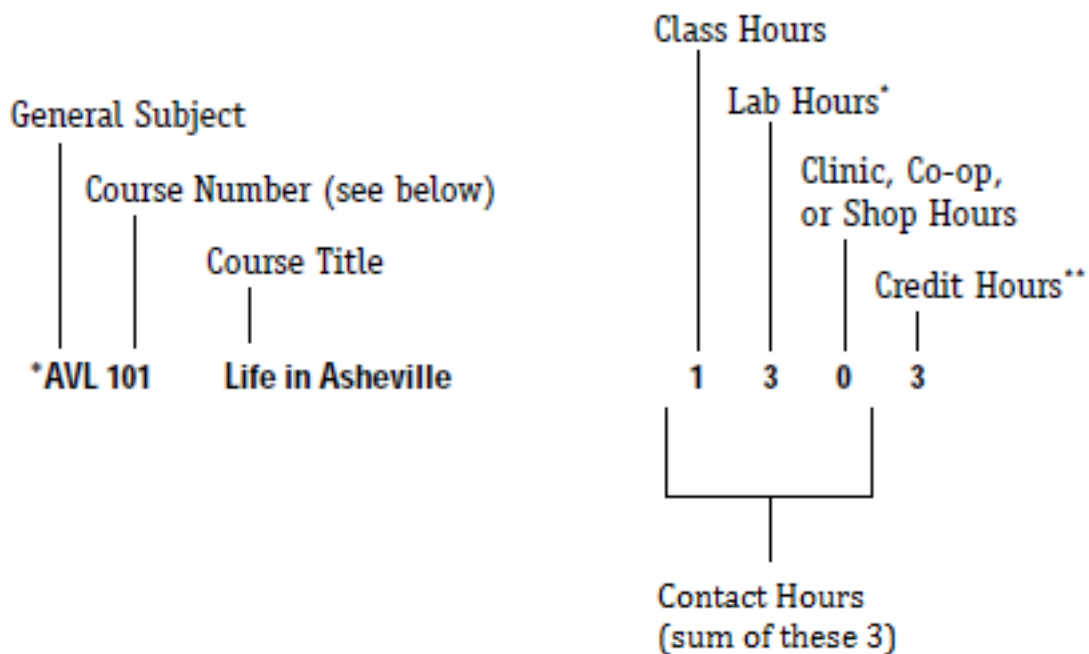 Class Hours
Lab Hours*
General Subject
Clinic, Co-op,
or Shop Hours
Course Number (see below)
Course Title
Credit Hours**
*AVL 101 Life in Asheville 1 3 0 3
Contact Hours
(sum of these 3)